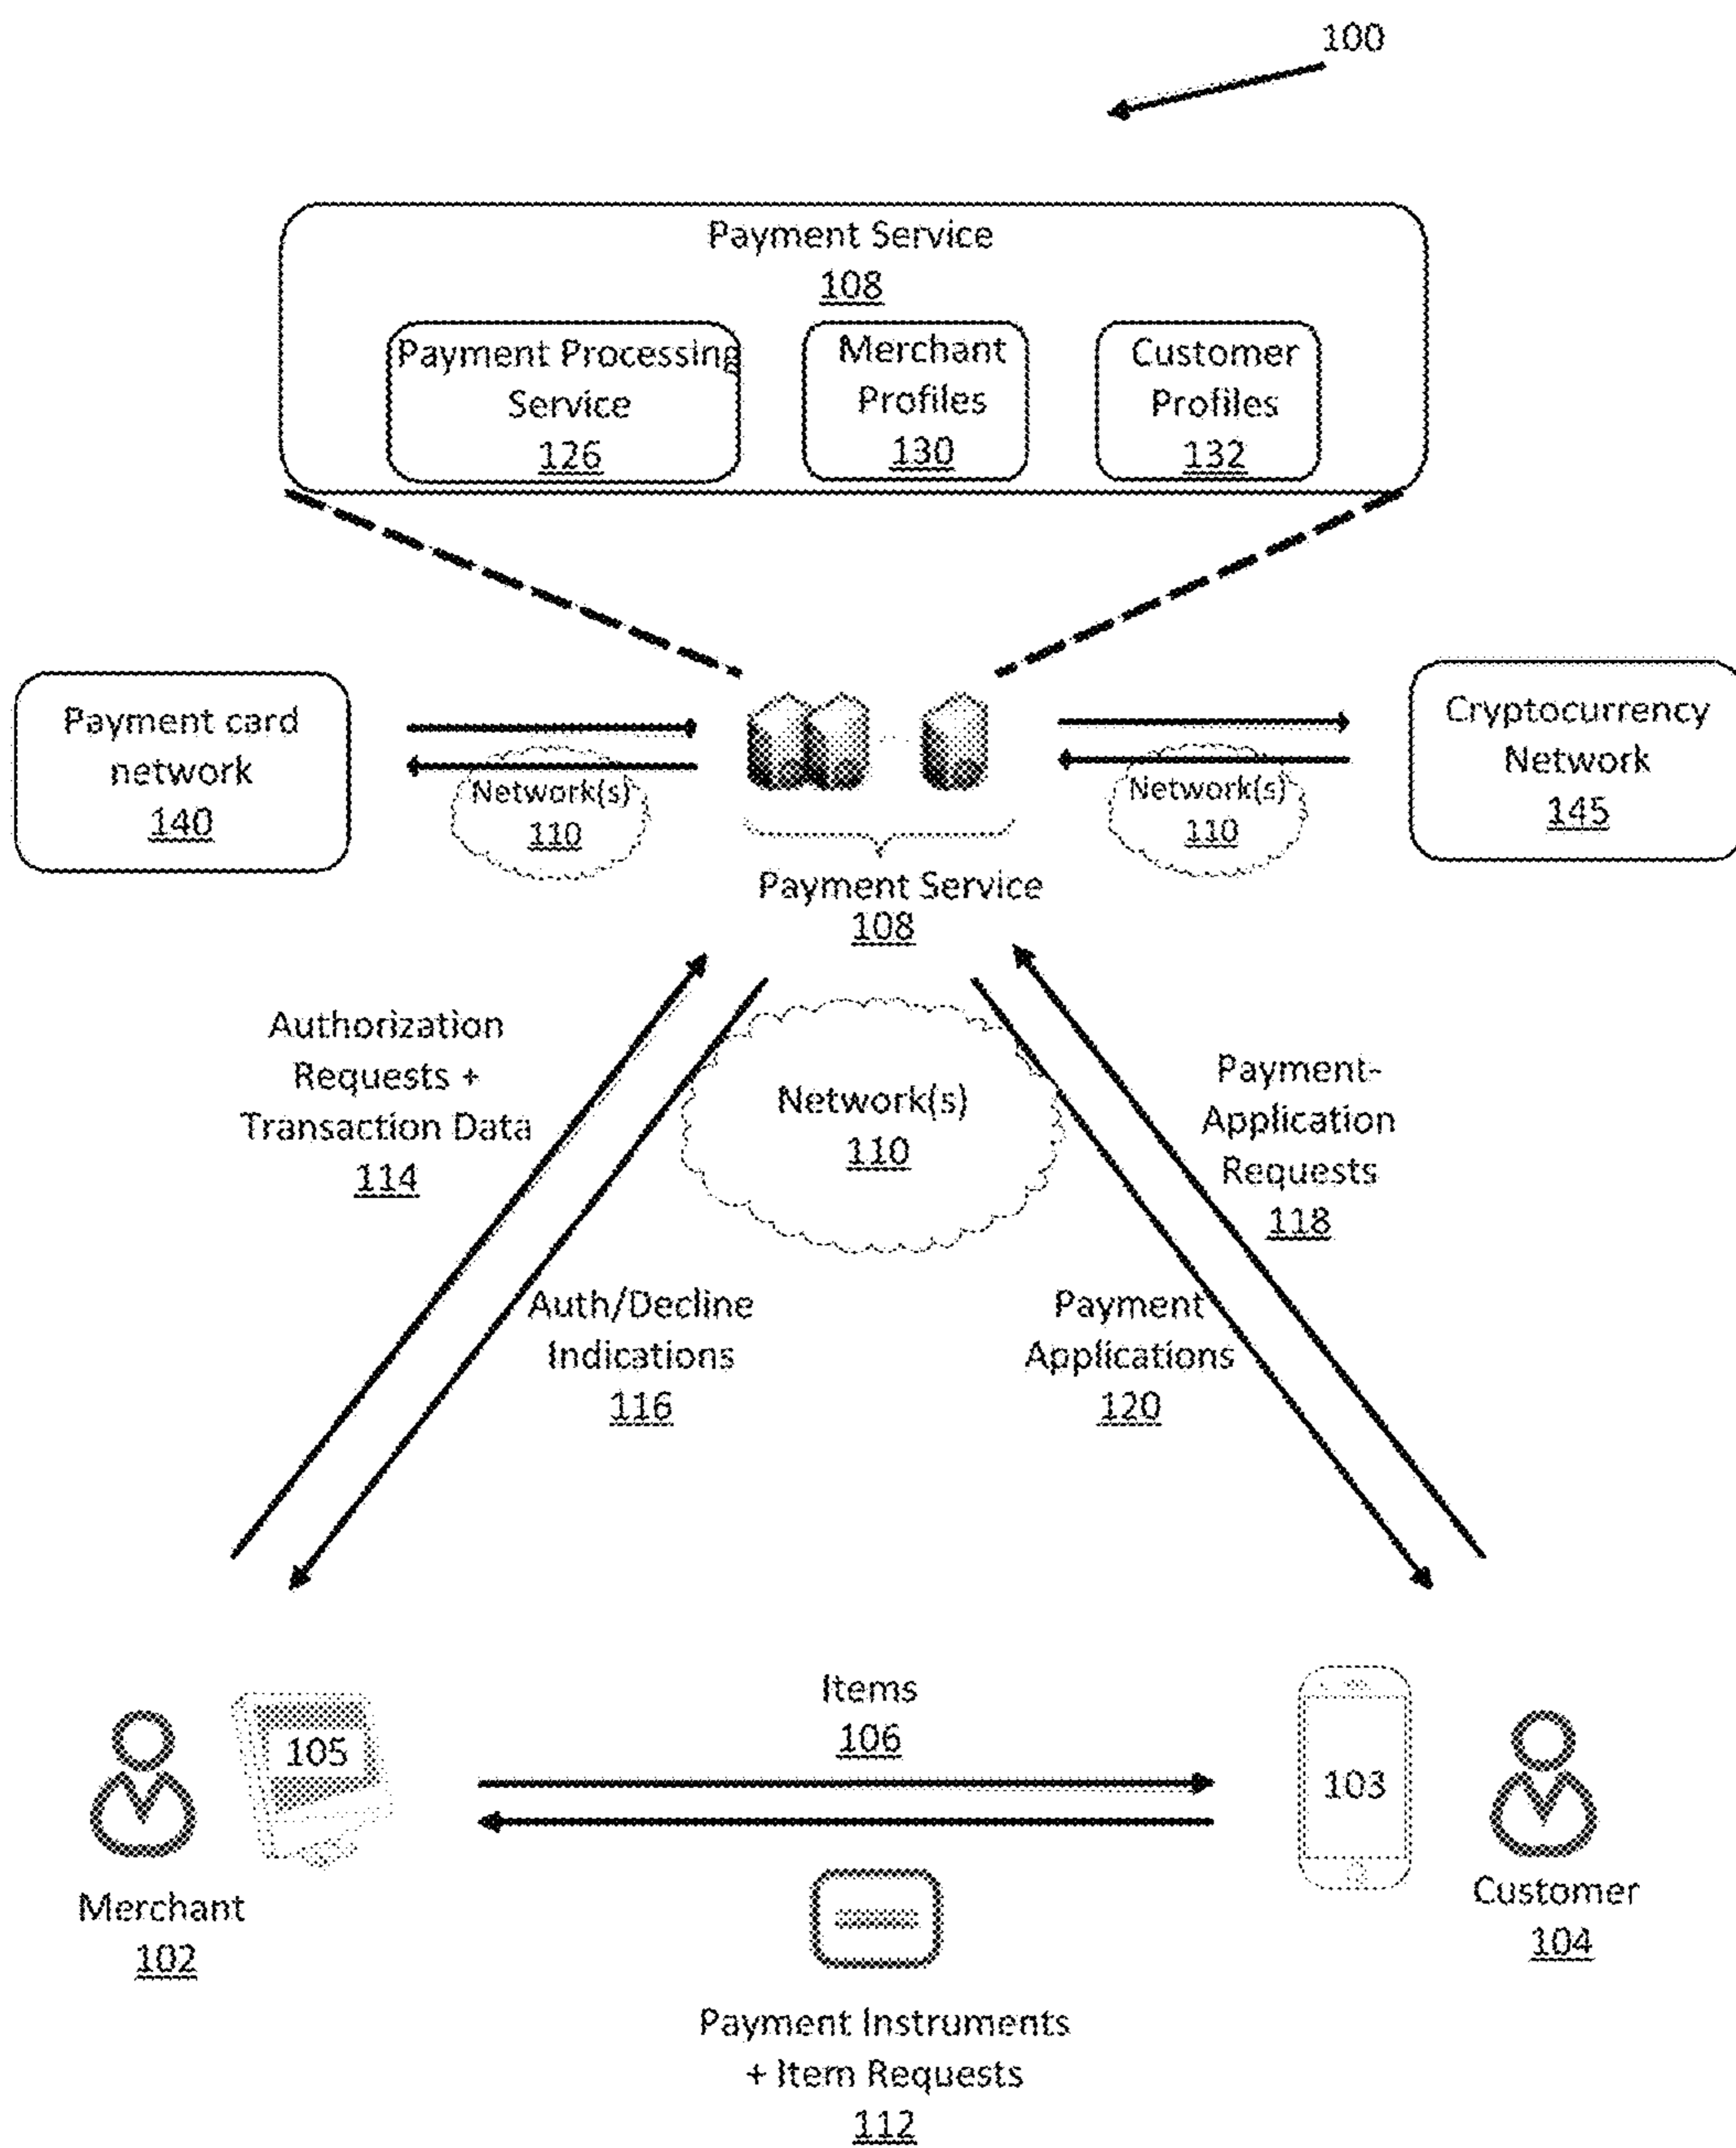 100
Payment Service
108
Payment Processing
Service
126
Merchant
Profiles
130
Customer
Profiles
132
Payment card
network
140
Network(s)
110
Payment Service
108
Network(s)
110
Cryptocurrency
Network
145
Authorization
Requests +
Transaction Data
114
Network(s)
110
Payment-
Application
Requests
118
Auth/Decline
Indications
116
Payment
Applications
120
Items
106
105
103
Merchant
102
Customer
104
Payment Instruments
+ Item Requests
112